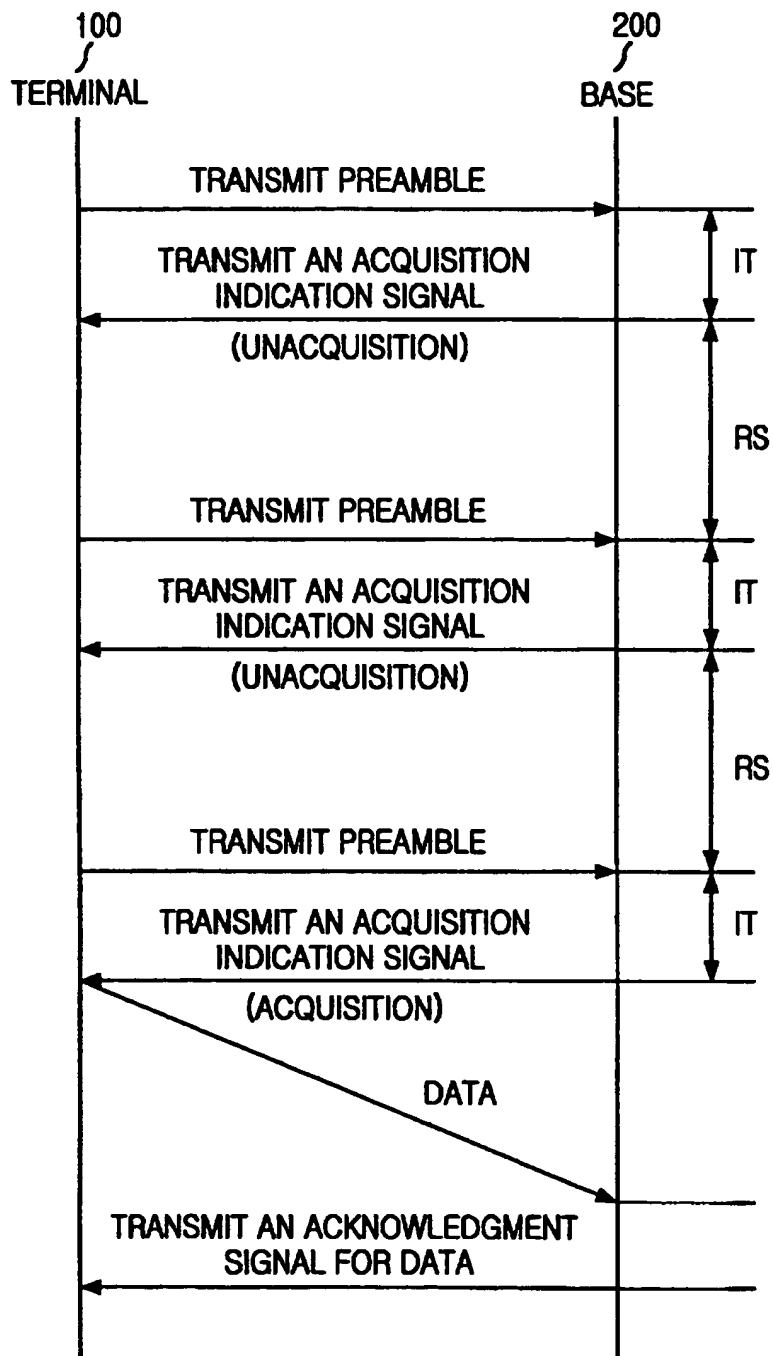 100
200
TERMINAL
BASE
TRANSMIT PREAMBLE
IT
TRANSMIT AN ACQUISITION
INDICATION SIGNAL
(UNACQUISITION)
RS
TRANSMIT PREAMBLE
IT
TRANSMIT AN ACQUISITION
INDICATION SIGNAL
(UNACQUISITION)
RS
TRANSMIT PREAMBLE
IT
TRANSMIT AN ACQUISITION
INDICATION SIGNAL
(ACQUISITION)
DATA
TRANSMIT AN ACKNOWLEDGMENT
SIGNAL FOR DATA